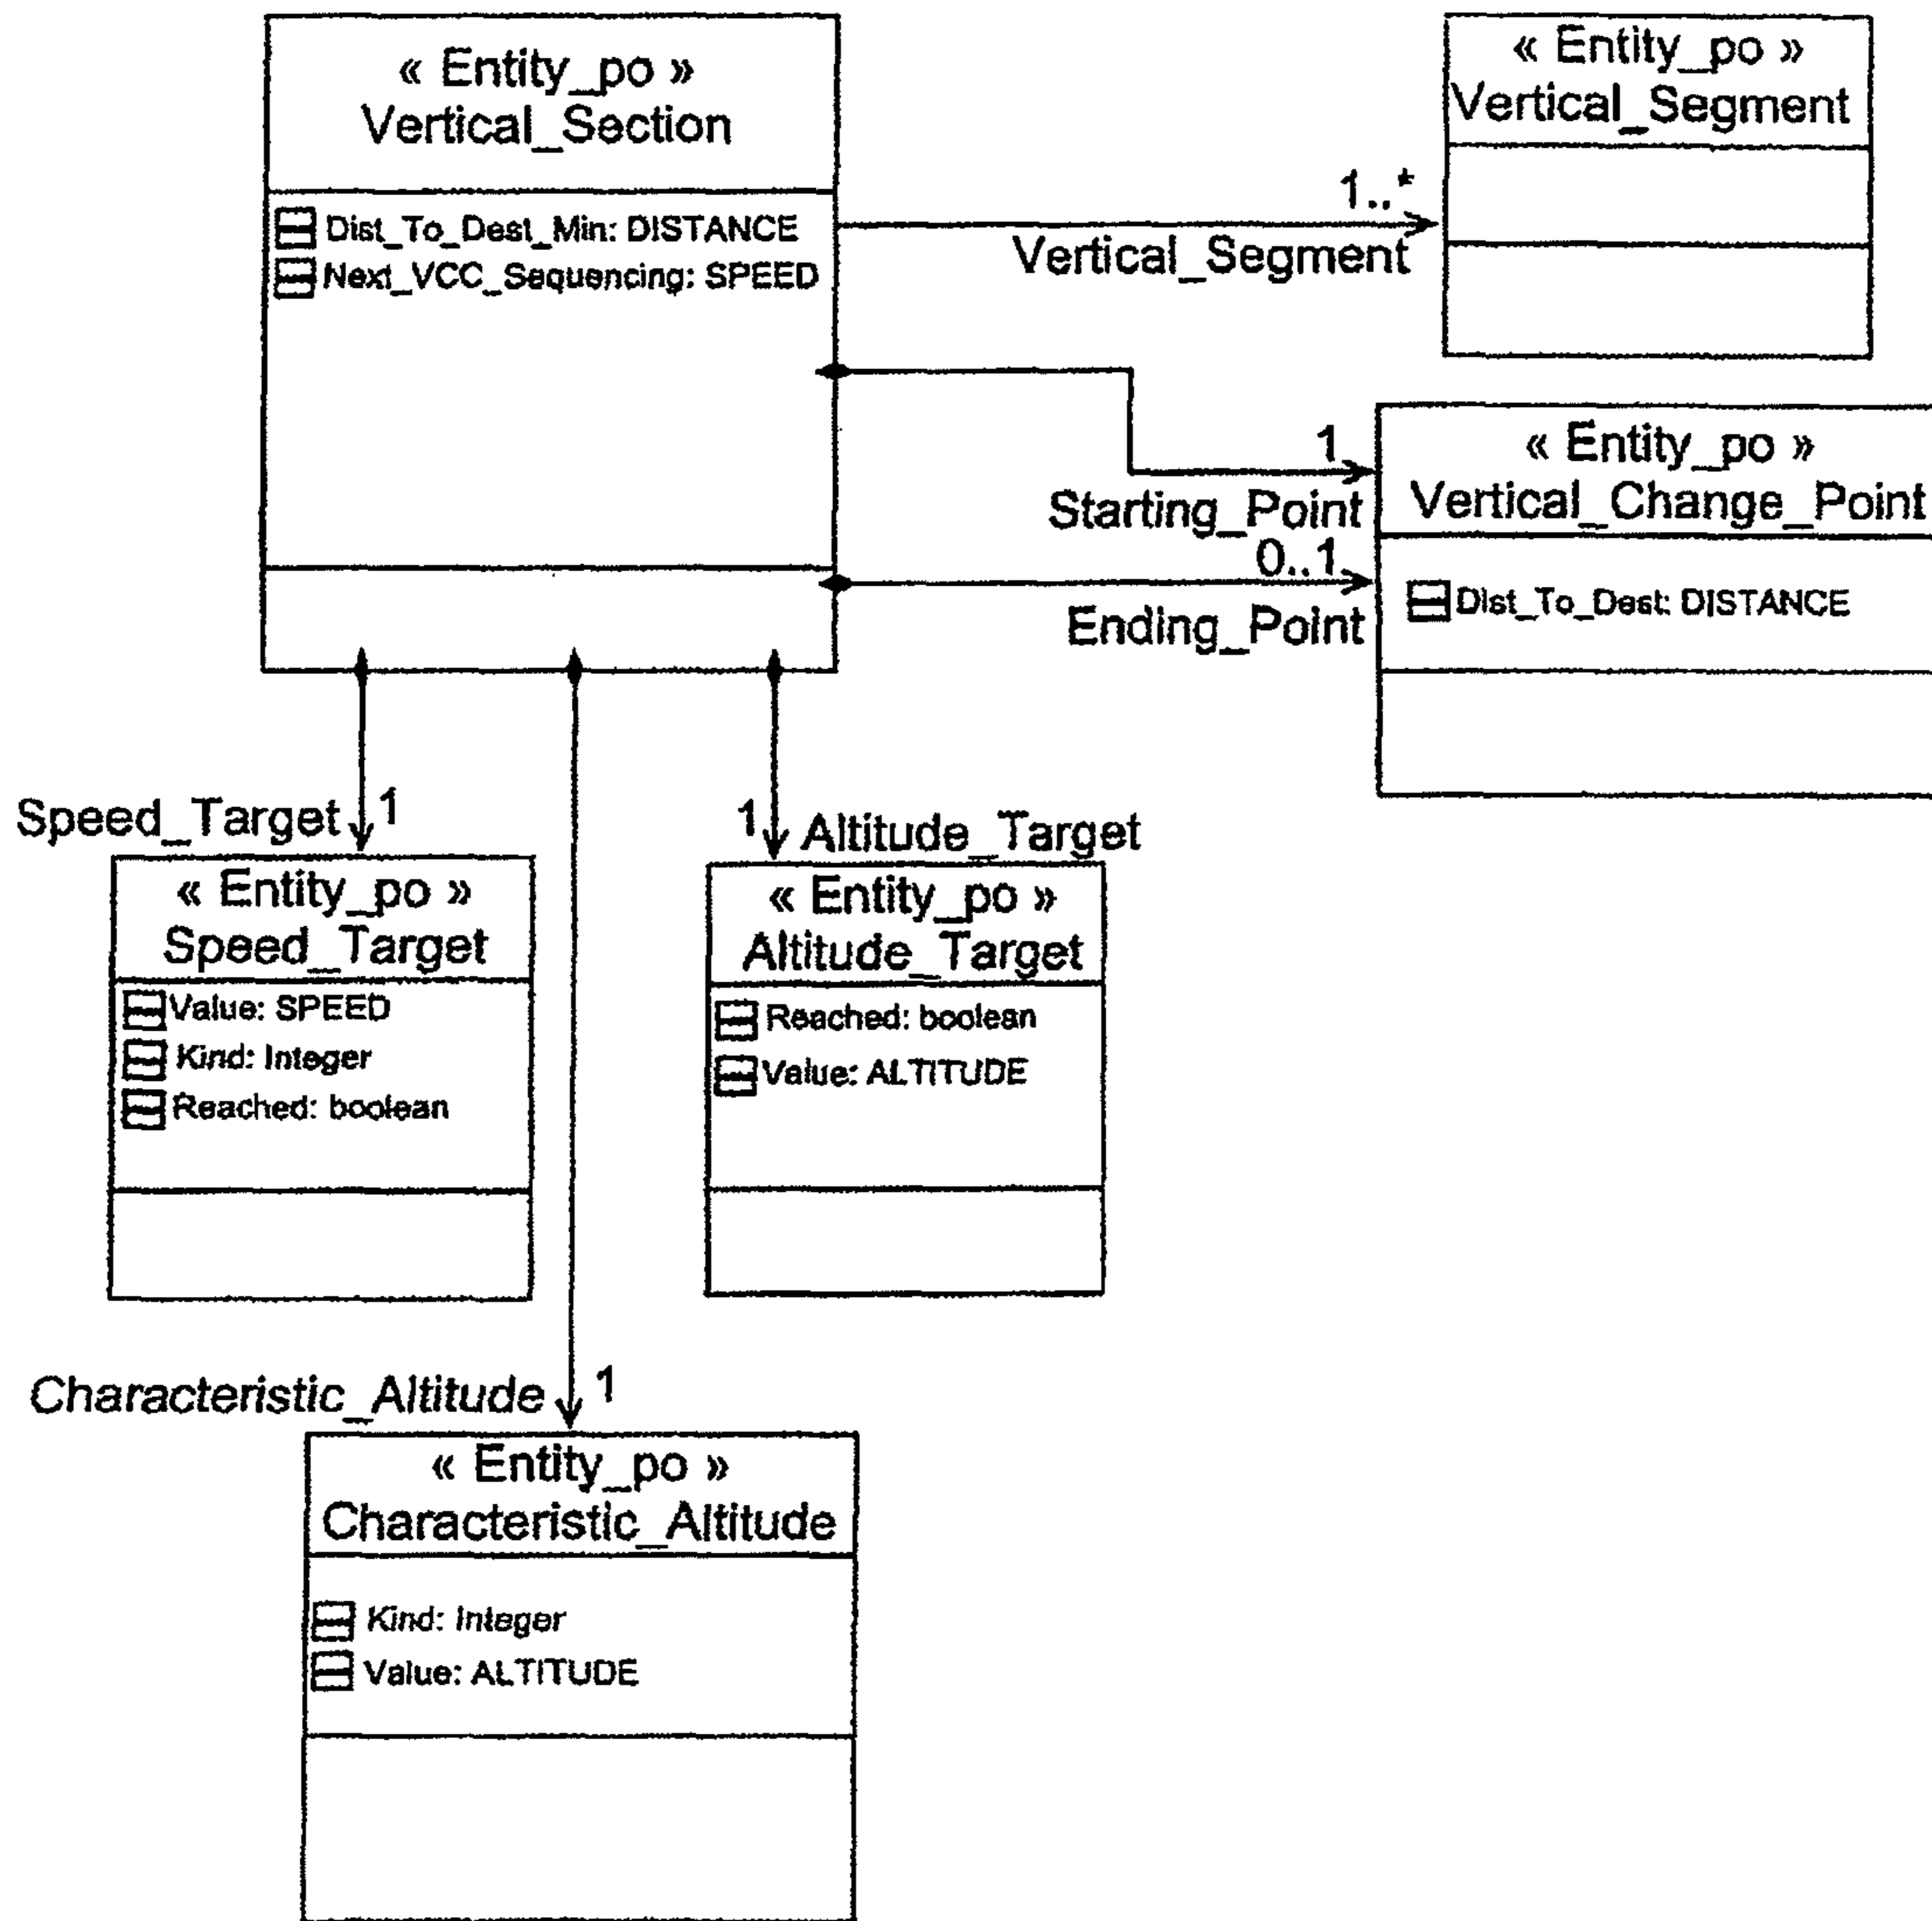 « Entity_po »
Vertical_Section
Dist_To_Dest_Min: DISTANCE
Next_VCC_Sequencing: SPEED
« Entity_po »
Vertical_Segment
1..*
Vertical_Segment
1
Starting_Point
0..1
Ending_Point
« Entity_po »
Vertical_Change_Point
Dist_To_Dest: DISTANCE
Speed_Target
1
1
Altitude_Target
« Entity_po »
Speed_Target
Value: SPEED
Kind: Integer
Reached: boolean
« Entity_po »
Altitude_Target
Reached: boolean
Value: ALTITUDE
Characteristic_Altitude
1
« Entity_po »
Characteristic_Altitude
Kind: Integer
Value: ALTITUDE